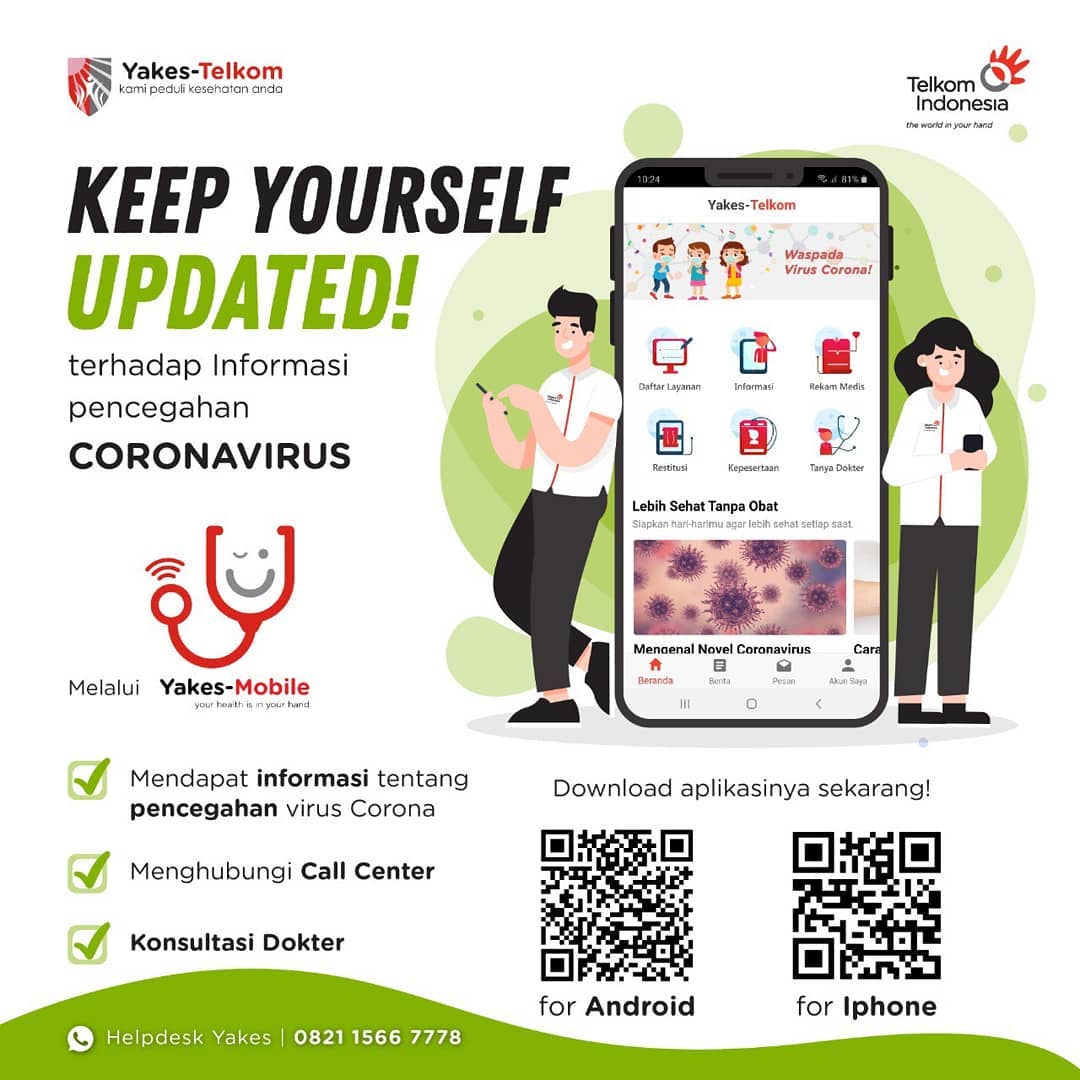 Yakes-Telkom
kami peduli kesehatan anda
Telkom
Indonesia
the world in your hand
KEEP YOURSELF
UPDATED!
terhadap Informasi
pencegahan
CORONAVIRUS
Melalui Yakes-Mobile
your health is in your hand
10:24 81%
Yakes-Telkom
Waspada
Virus Corona!
Daftar Layanan Informasi Rekam Medis
Restitusi Kepesertaan Tanya Dokter
Lebih Sehat Tanpa Obat
Siapkan hari-harimu agar lebih sehat setiap saat.
Mengenal Novel Coronavirus Cara
Beranda Berita Pesan Akun Saya
Mendapat informasi tentang
pencegahan virus Corona
Menghubungi Call Center
Konsultasi Dokter
Download aplikasinya sekarang!
for Android for Iphone
Helpdesk Yakes | 0821 1566 7778